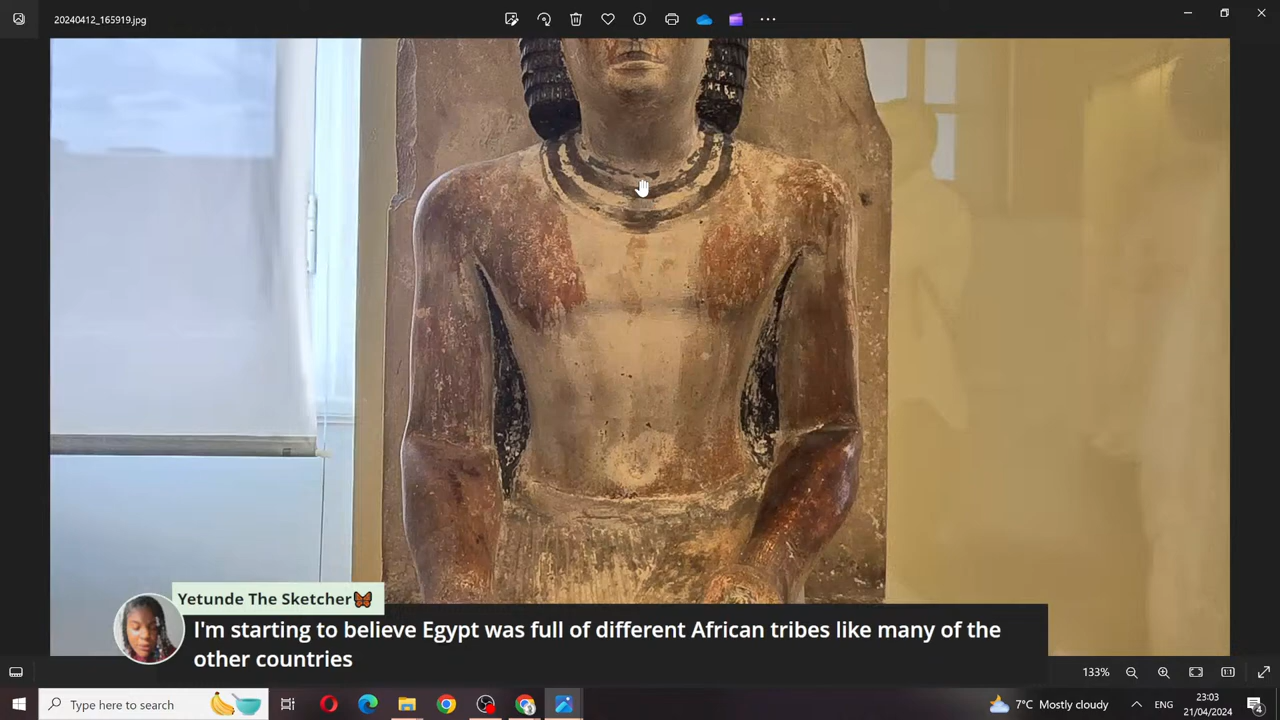 20240412_165919.jpg
Yetunde The Sketcher🦋
I'm starting to believe Egypt was full of different African tribes like many of the
other countries
133%
Type here to search
7°C Mostly cloudy
ENG
23:03
21/04/2024
4